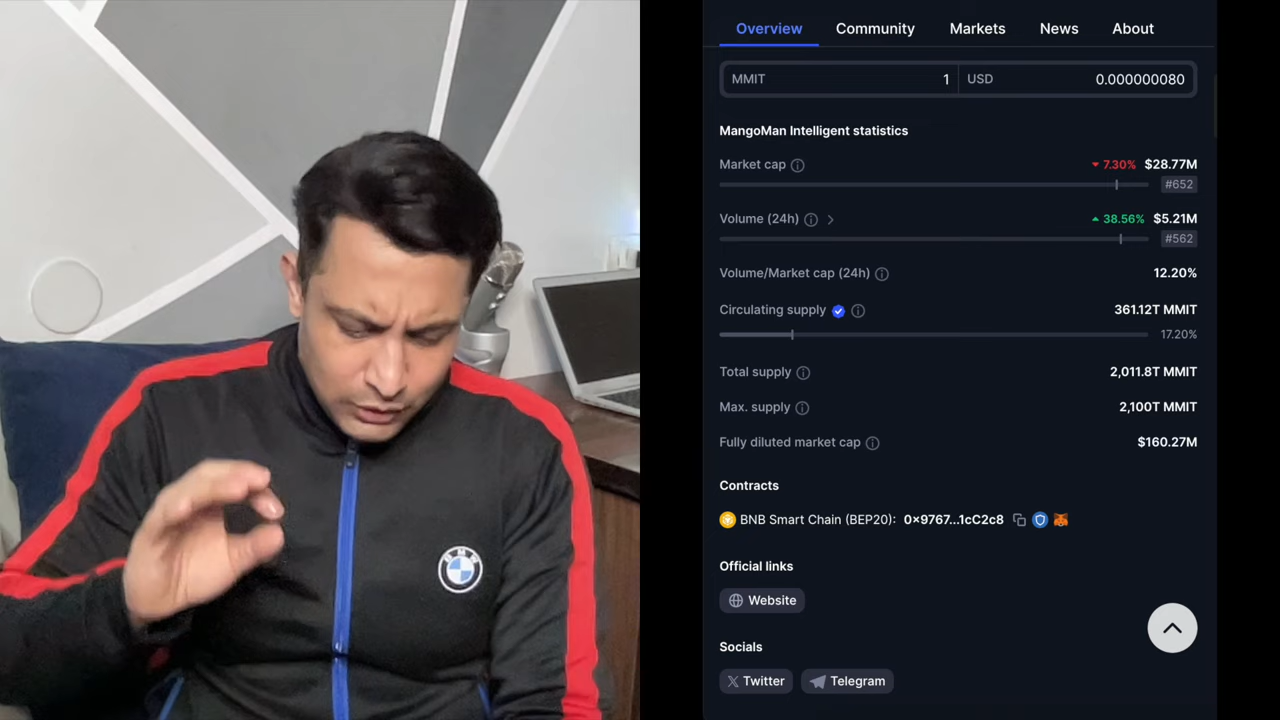 Overview Community Markets News About
MMIT 1 USD 0.000000080
MangoMan Intelligent statistics
Market cap 7.30% $28.77M
#652
Volume (24h) 38.56% $5.21M
#562
Volume/Market cap (24h) 12.20%
Circulating supply 361.12T MMIT
17.20%
Total supply 2,011.8T MMIT
Max. supply 2,100T MMIT
Fully diluted market cap $160.27M
Contracts
BNB Smart Chain (BEP20): 0x9767...1cC2c8
Official links
Website
Socials
Twitter Telegram
BMW